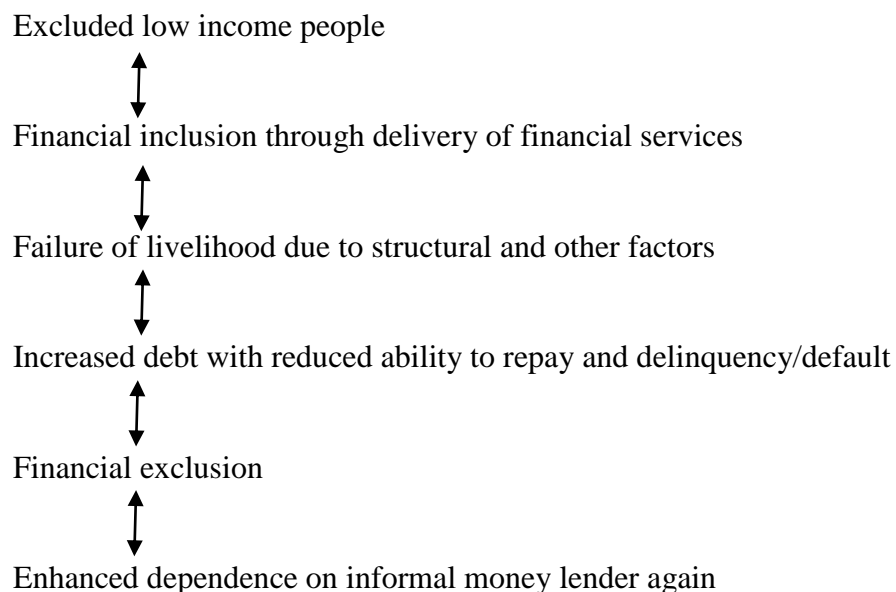 Excluded low income people
Financial inclusion through delivery of financial services
Failure of livelihood due to structural and other factors
Increased debt with reduced ability to repay and delinquency/default
Financial exclusion
Enhanced dependence on informal money lender again